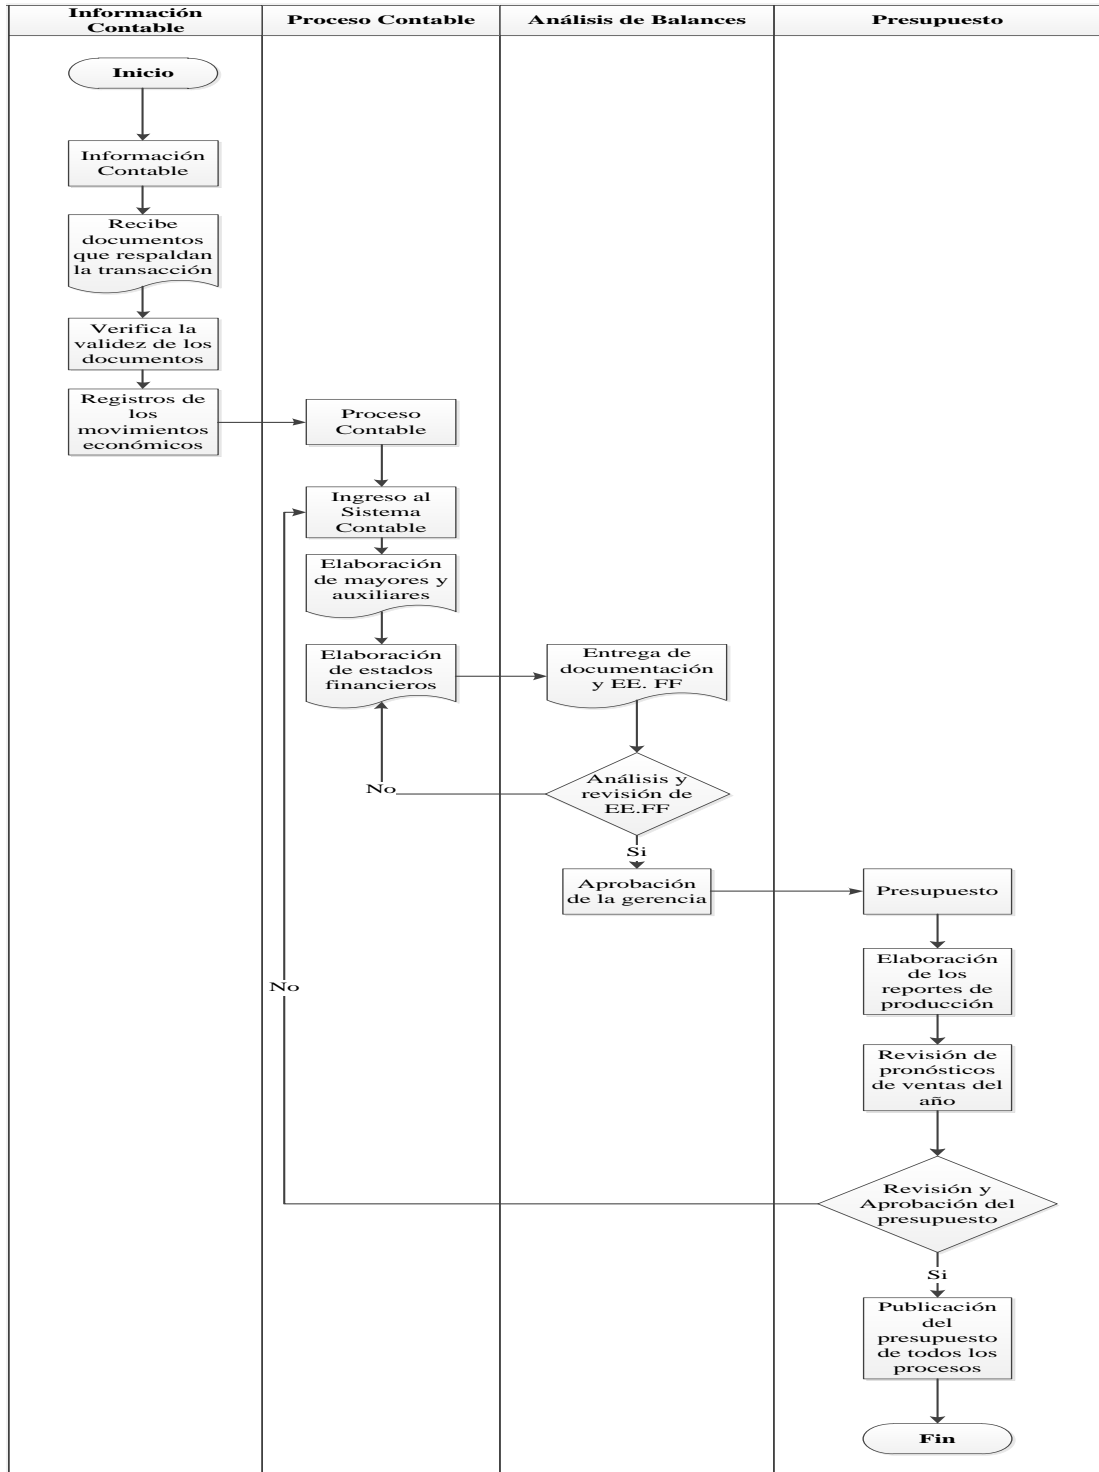 Información
Contable
Proceso Contable
Análisis de Balances
Presupuesto
Inicio
Información
Contable
Recibe
documentos
que respaldan
la transacción
Verifica la
validez de los
documentos
Registros de
los
movimientos
económicos
Proceso
Contable
Ingreso al
Sistema
Contable
Elaboración
de mayores y
auxiliares
Elaboración
de estados
financieros
Entrega de
documentación
y EE. FF
Análisis y
revisión de
EE.FF
No
Si
Aprobación
de la gerencia
Presupuesto
Elaboración
de los
reportes de
producción
Revisión de
pronósticos
de ventas del
año
Revisión y
Aprobación del
presupuesto
No
Si
Publicación
del
presupuesto
de todos los
procesos
Fin